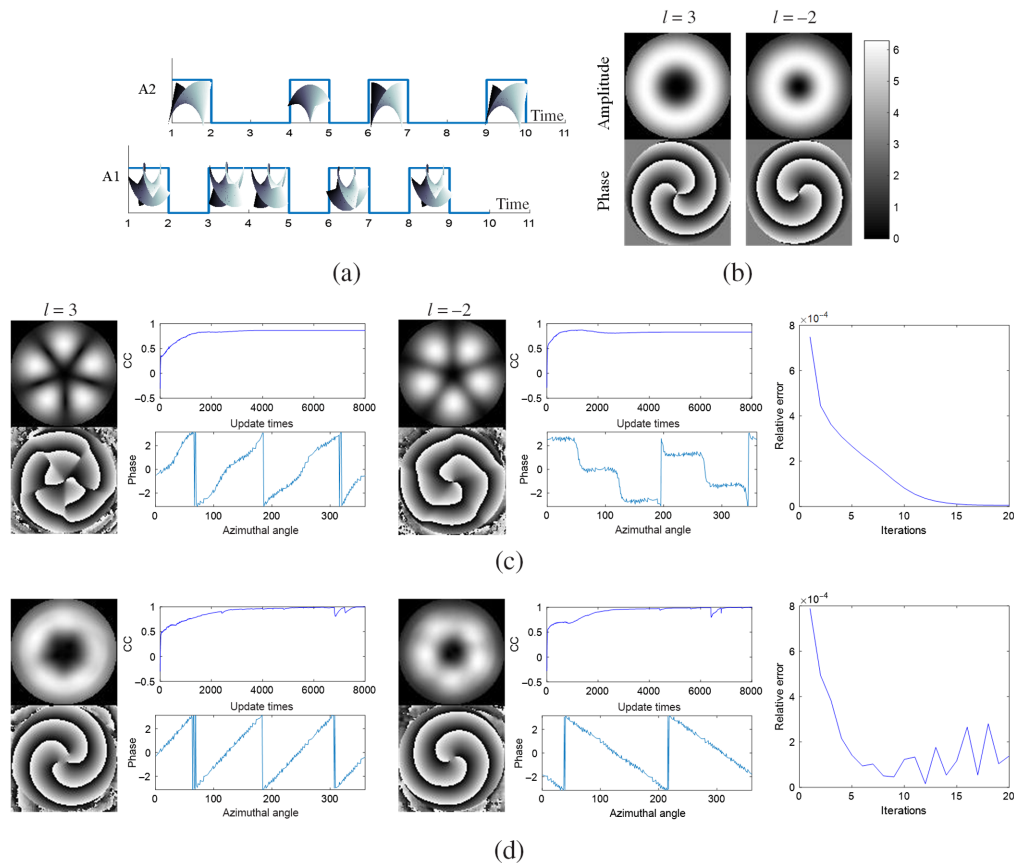 A2
Time
1 2 3 4 5 6 7 8 9 10 11
A1
Time
1 2 3 4 5 6 7 8 9 10 11
(a)
l = 3
l = −2
Amplitude
Phase
6
5
4
3
2
1
0
(b)
l = 3
1
0.5
0
−0.5
CC
0 2000 4000 6000 8000
Update times
2
0
−2
Phase
0 100 200 300
Azimuthal angle
l = −2
1
0.5
0
−0.5
CC
0 2000 4000 6000 8000
Update times
2
0
−2
Phase
0 100 200 300
Azimuthal angle
×10⁻⁴
8
6
4
2
0
Relative error
0 5 10 15 20
Iterations
(c)
1
0.5
0
−0.5
CC
0 2000 4000 6000 8000
Update times
2
0
−2
Phase
0 100 200 300
Azimuthal angle
1
0.5
0
−0.5
CC
0 2000 4000 6000 8000
Update times
2
0
−2
Phase
0 100 200 300
Azimuthal angle
×10⁻⁴
8
6
4
2
0
Relative error
0 5 10 15 20
Iterations
(d)